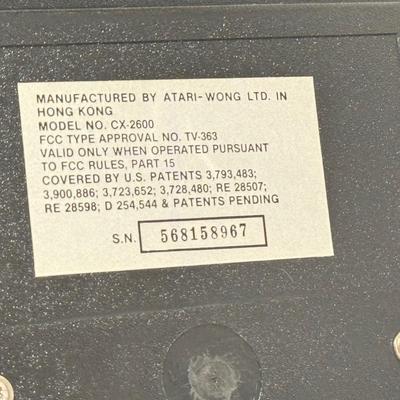 MANUFACTURED BY ATARI-WONG LTD. IN
HONG KONG
MODEL NO. CX-2600
FCC TYPE APPROVAL NO. TV-363
VALID ONLY WHEN OPERATED PURSUANT
TO FCC RULES, PART 15
COVERED BY U.S. PATENTS 3,793,483;
3,900,886; 3,723,652; 3,728,480; RE 28507;
RE 28598; D 254,544 & PATENTS PENDING
S.N. 568158967